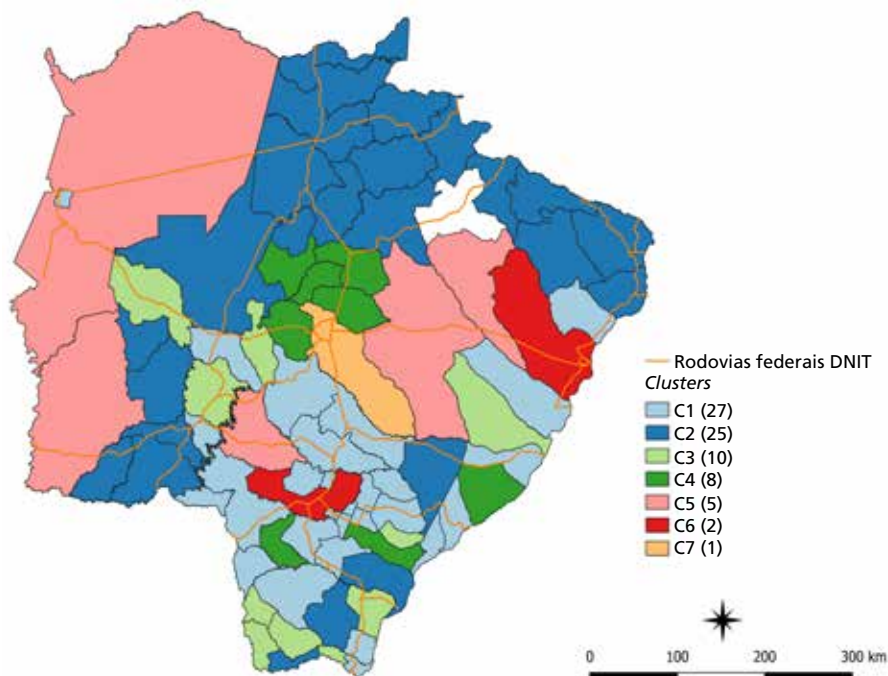 Rodovias federais DNIT
Clusters
C1 (27)
C2 (25)
C3 (10)
C4 (8)
C5 (5)
C6 (2)
C7 (1)
0 100 200 300 km